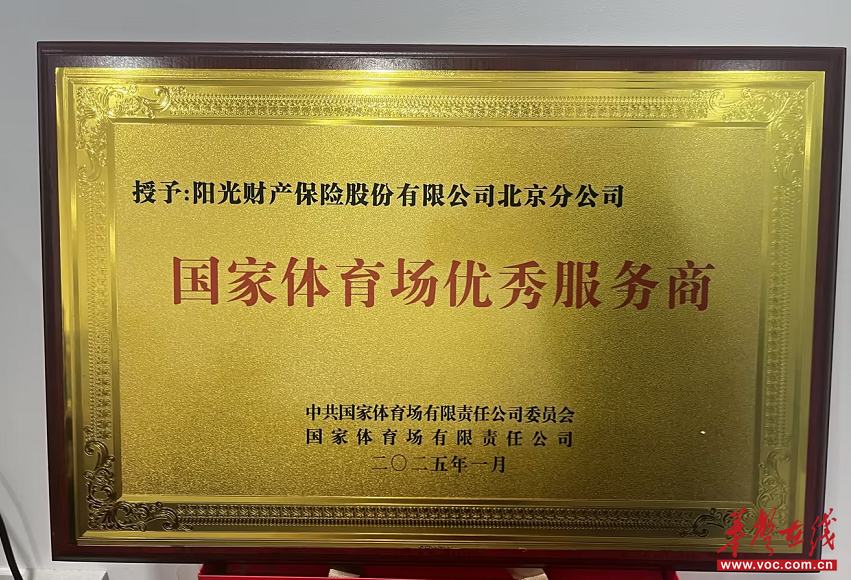 授予:阳光财产保险股份有限公司北京分公司
国家体育场优秀服务商
中共国家体育场有限责任公司委员会
国家体育场有限责任公司
二〇二五年一月
华声在线
www.voc.com.cn